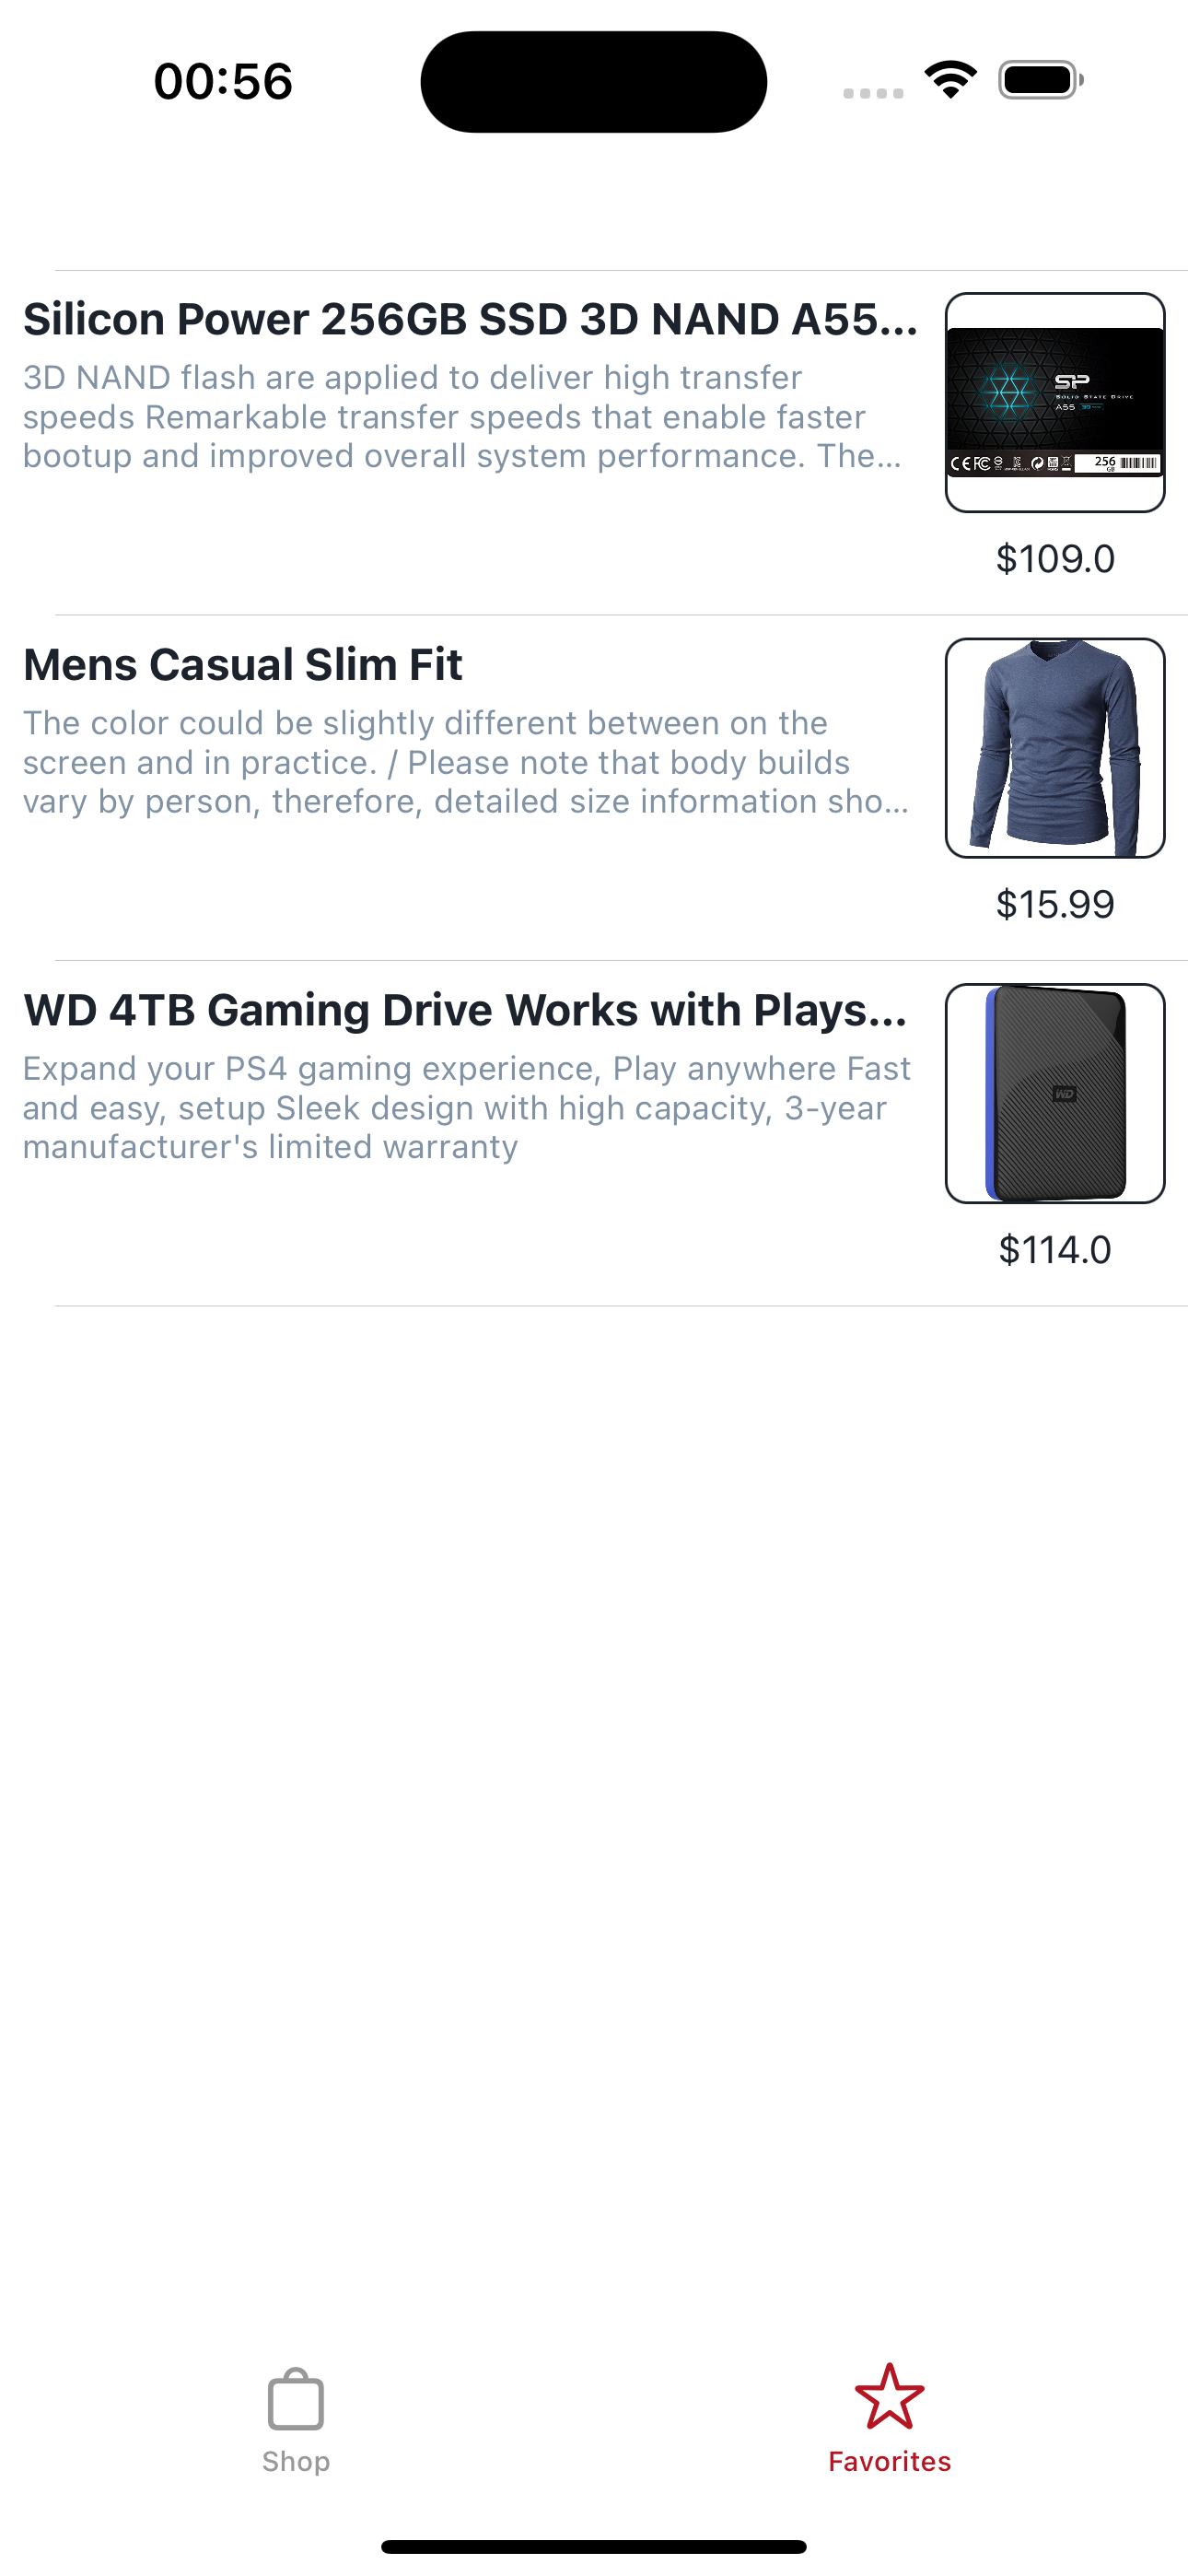 00:56
Silicon Power 256GB SSD 3D NAND A55...
3D NAND flash are applied to deliver high transfer
speeds Remarkable transfer speeds that enable faster
bootup and improved overall system performance. The...
SP
SOLID STATE DRIVE
A55
256
GB
$109.0
Mens Casual Slim Fit
The color could be slightly different between on the
screen and in practice. / Please note that body builds
vary by person, therefore, detailed size information sho...
$15.99
WD 4TB Gaming Drive Works with Plays...
Expand your PS4 gaming experience, Play anywhere Fast
and easy, setup Sleek design with high capacity, 3-year
manufacturer's limited warranty
WD
$114.0
Shop
Favorites